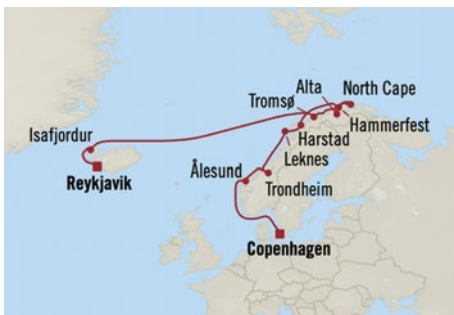 Alta
North Cape
Tromsø
Isafjordur
Hammerfest
Harstad
Leknes
Ålesund
Reykjavik
Trondheim
Copenhagen